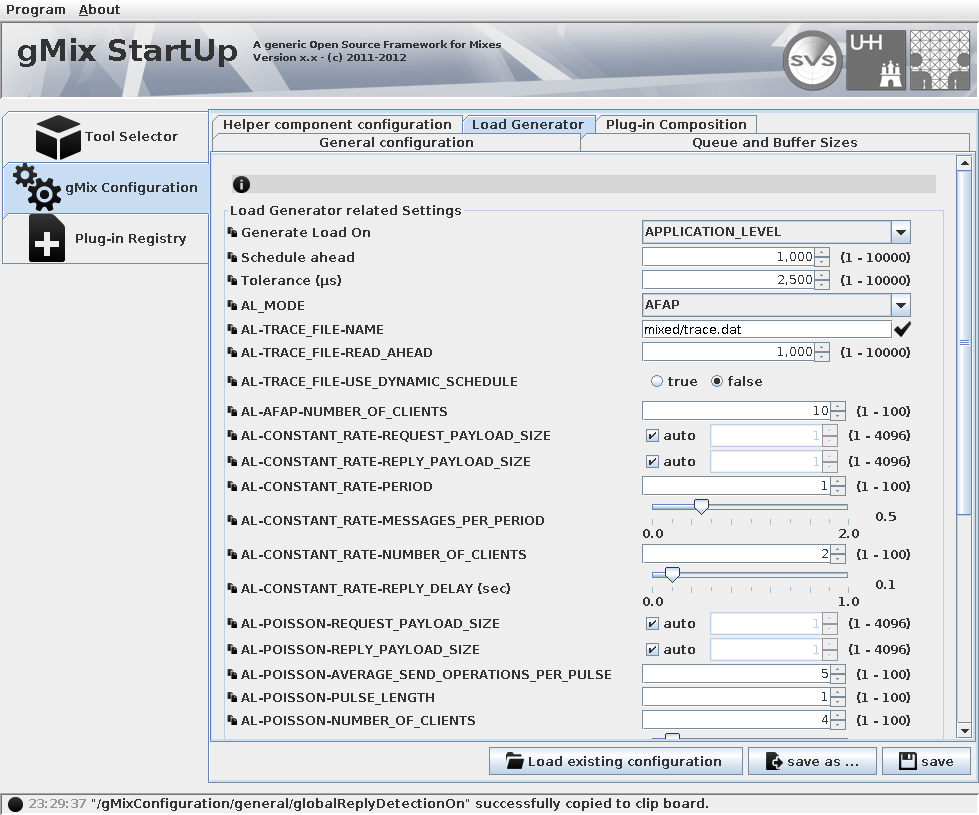 Program About
gMix StartUp
A generic Open Source Framework for Mixes
Version x.x - (c) 2011-2012
SVS
UH
Tool Selector
gMix Configuration
Plug-in Registry
Helper component configuration Load Generator Plug-in Composition
General configuration Queue and Buffer Sizes
Load Generator related Settings
Generate Load On APPLICATION_LEVEL
Schedule ahead 1,000 (1 - 10000)
Tolerance (µs) 2,500 (1 - 10000)
AL_MODE AFAP
AL-TRACE_FILE-NAME mixed/trace.dat
AL-TRACE_FILE-READ_AHEAD 1,000 (1 - 10000)
AL-TRACE_FILE-USE_DYNAMIC_SCHEDULE true false
AL-AFAP-NUMBER_OF_CLIENTS 10 (1 - 100)
AL-CONSTANT_RATE-REQUEST_PAYLOAD_SIZE auto 1 (1 - 4096)
AL-CONSTANT_RATE-REPLY_PAYLOAD_SIZE auto 1 (1 - 4096)
AL-CONSTANT_RATE-PERIOD 1 (1 - 100)
AL-CONSTANT_RATE-MESSAGES_PER_PERIOD 0.5
0.0 2.0
AL-CONSTANT_RATE-NUMBER_OF_CLIENTS 2 (1 - 100)
AL-CONSTANT_RATE-REPLY_DELAY (sec) 0.1
0.0 1.0
AL-POISSON-REQUEST_PAYLOAD_SIZE auto 1 (1 - 4096)
AL-POISSON-REPLY_PAYLOAD_SIZE auto 1 (1 - 4096)
AL-POISSON-AVERAGE_SEND_OPERATIONS_PER_PULSE 5 (1 - 100)
AL-POISSON-PULSE_LENGTH 1 (1 - 100)
AL-POISSON-NUMBER_OF_CLIENTS 4 (1 - 100)
Load existing configuration save as ... save
23:29:37 "/gMixConfiguration/general/globalReplyDetectionOn" successfully copied to clip board.